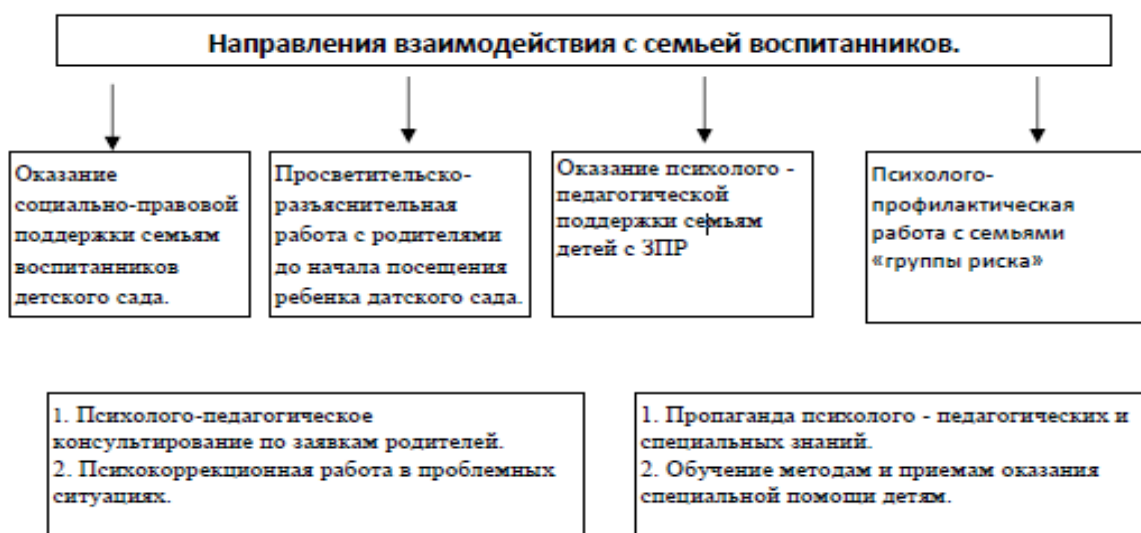 Направления взаимодействия с семьей воспитанников.
Оказание
социально-правовой
поддержки семьям
воспитанников
детского сада.
Просветительско-
разъяснительная
работа с родителями
до начала посещения
ребенка датского сада.
Оказание психолого -
педагогической
поддержки семьям
детей с ЗПР
Психолого-
профилактическая
работа с семьями
«группы риска»
1. Психолого-педагогическое
консультирование по заявкам родителей.
2. Психокоррекционная работа в проблемных
ситуациях.
1. Пропаганда психолого - педагогических и
специальных знаний.
2. Обучение методам и приемам оказания
специальной помощи детям.